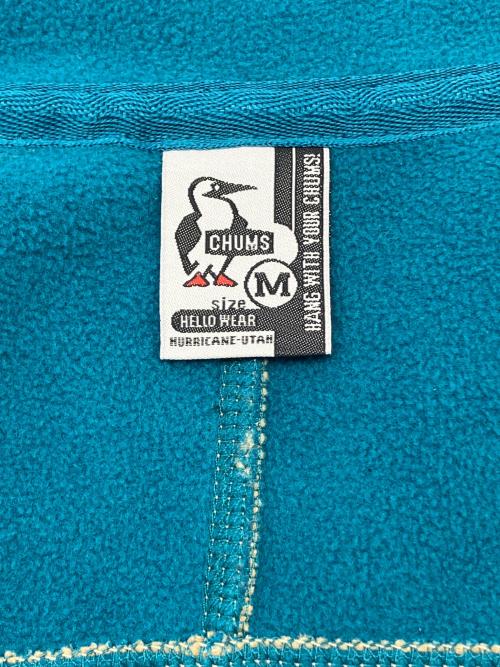 CHUMS
M
size
HELLO WEAR
HURRICANE-UTAH
HANG WITH YOUR CHUMS!